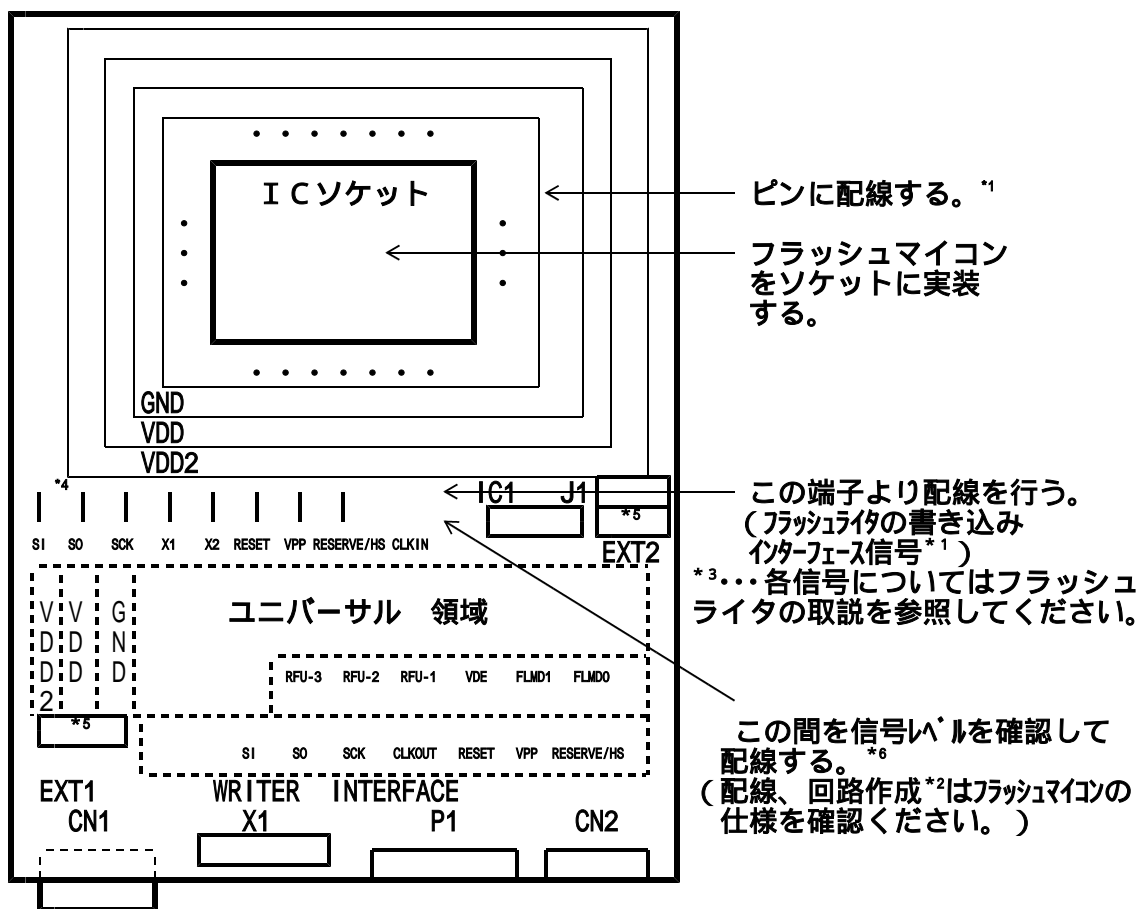 ＩＣソケット
ピンに配線する。*1
フラッシュマイコン
をソケットに実装
する。
GND
VDD
VDD2
*4
IC1 J1
*5
EXT2
SI SO SCK X1 X2 RESET VPP RESERVE/HS CLKIN
この端子より配線を行う。
（ﾌﾗｯｼｭﾗｲﾀの書き込み
ｲﾝﾀｰﾌｪｰｽ信号*1）
*3･･･各信号についてはフラッシュ
ライタの取説を参照してください。
VDD2
VDD
GND
ユニバーサル 領域
RFU-3 RFU-2 RFU-1 VDE FLMD1 FLMD0
*5
SI SO SCK CLKOUT RESET VPP RESERVE/HS
この間を信号ﾚﾍﾞﾙを確認して
配線する。*6
（配線、回路作成*2はﾌﾗｯｼｭﾏｲｺﾝの
仕様を確認ください。）
EXT1 WRITER INTERFACE
CN1 X1 P1 CN2